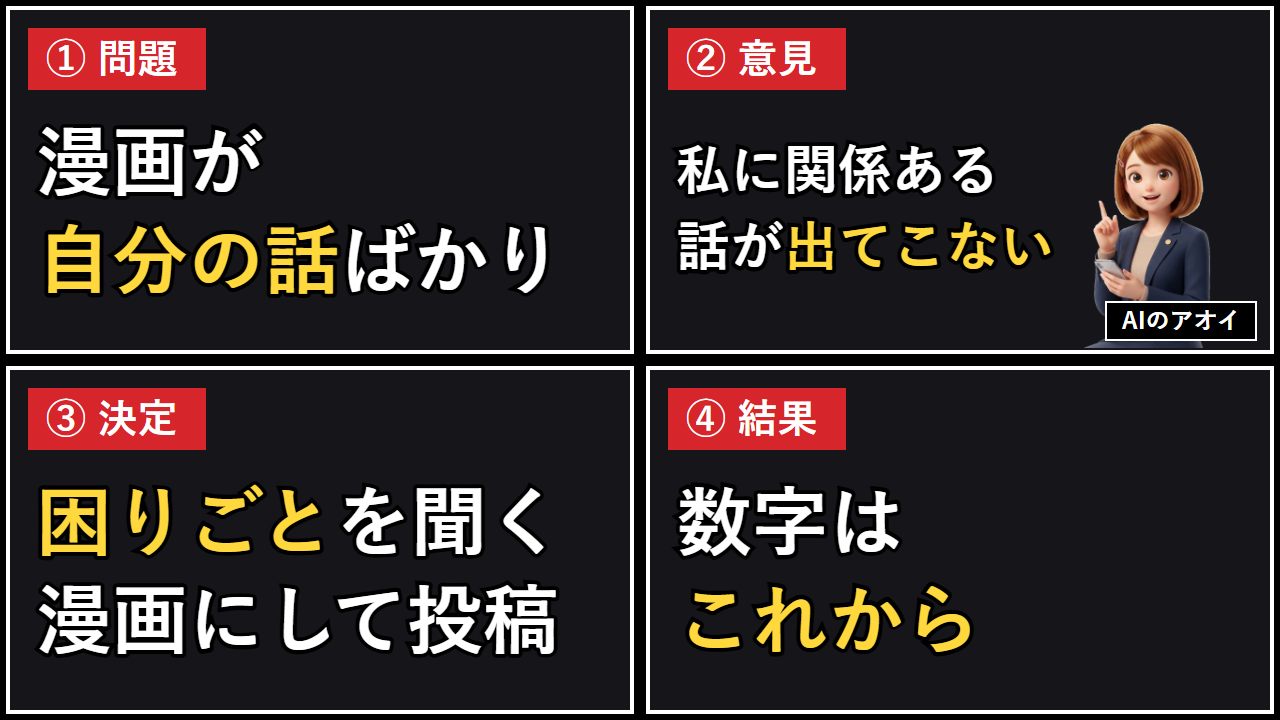 ① 問題
漫画が
自分の話ばかり
② 意見
私に関係ある
話が出てこない
AIのアオイ
③ 決定
困りごとを聞く
漫画にして投稿
④ 結果
数字は
これから